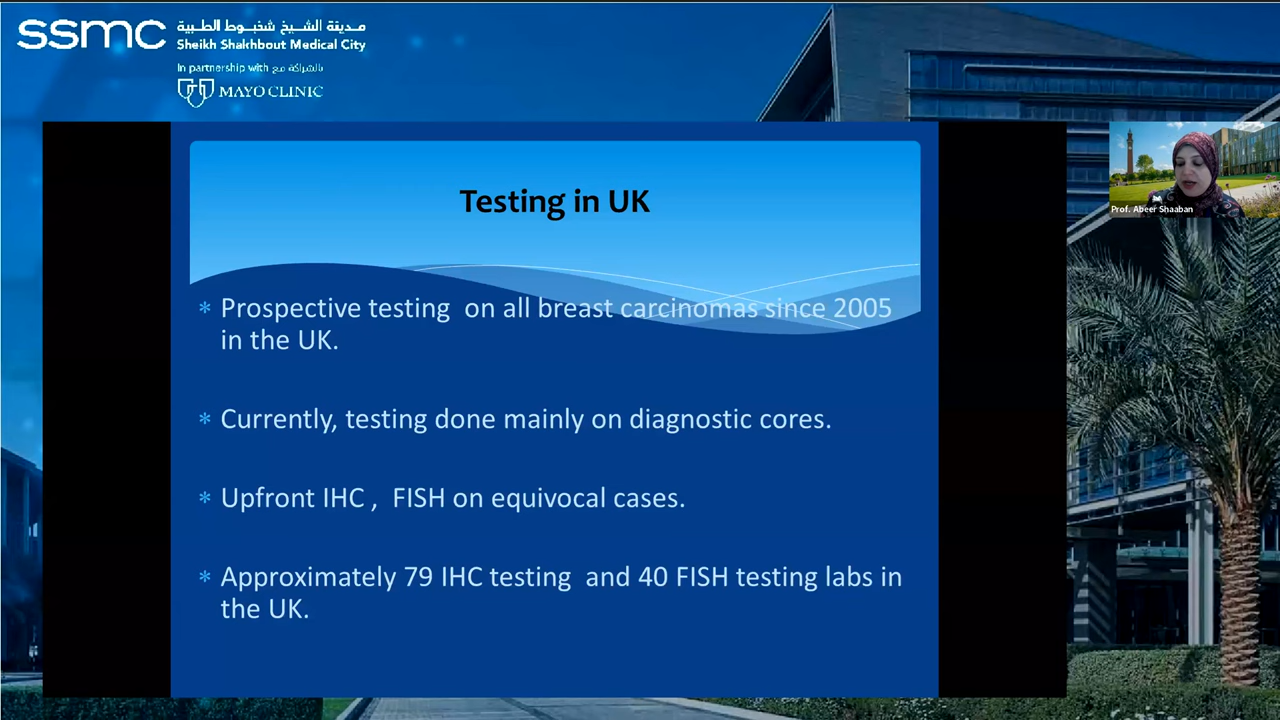 ssmc
مدينة الشيخ شخبوط الطبية
Sheikh Shakhbout Medical City
In partnership with بالشراكة مع
MAYO CLINIC
Testing in UK
Prof. Abeer Shaaban
* Prospective testing on all breast carcinomas since 2005
in the UK.
* Currently, testing done mainly on diagnostic cores.
* Upfront IHC , FISH on equivocal cases.
* Approximately 79 IHC testing and 40 FISH testing labs in
the UK.